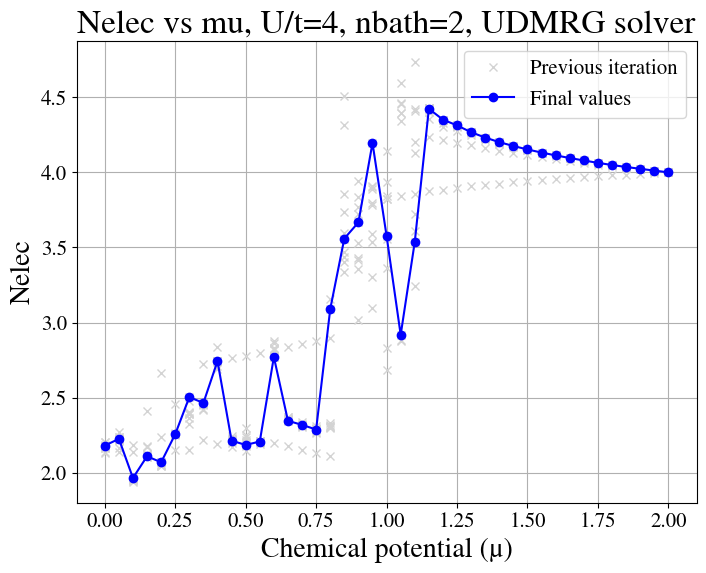 Nelec vs mu, U/t=4, nbath=2, UDMRG solver
Previous iteration
Final values
Nelec
4.5
4.0
3.5
3.0
2.5
2.0
0.00 0.25 0.50 0.75 1.00 1.25 1.50 1.75 2.00
Chemical potential (μ)